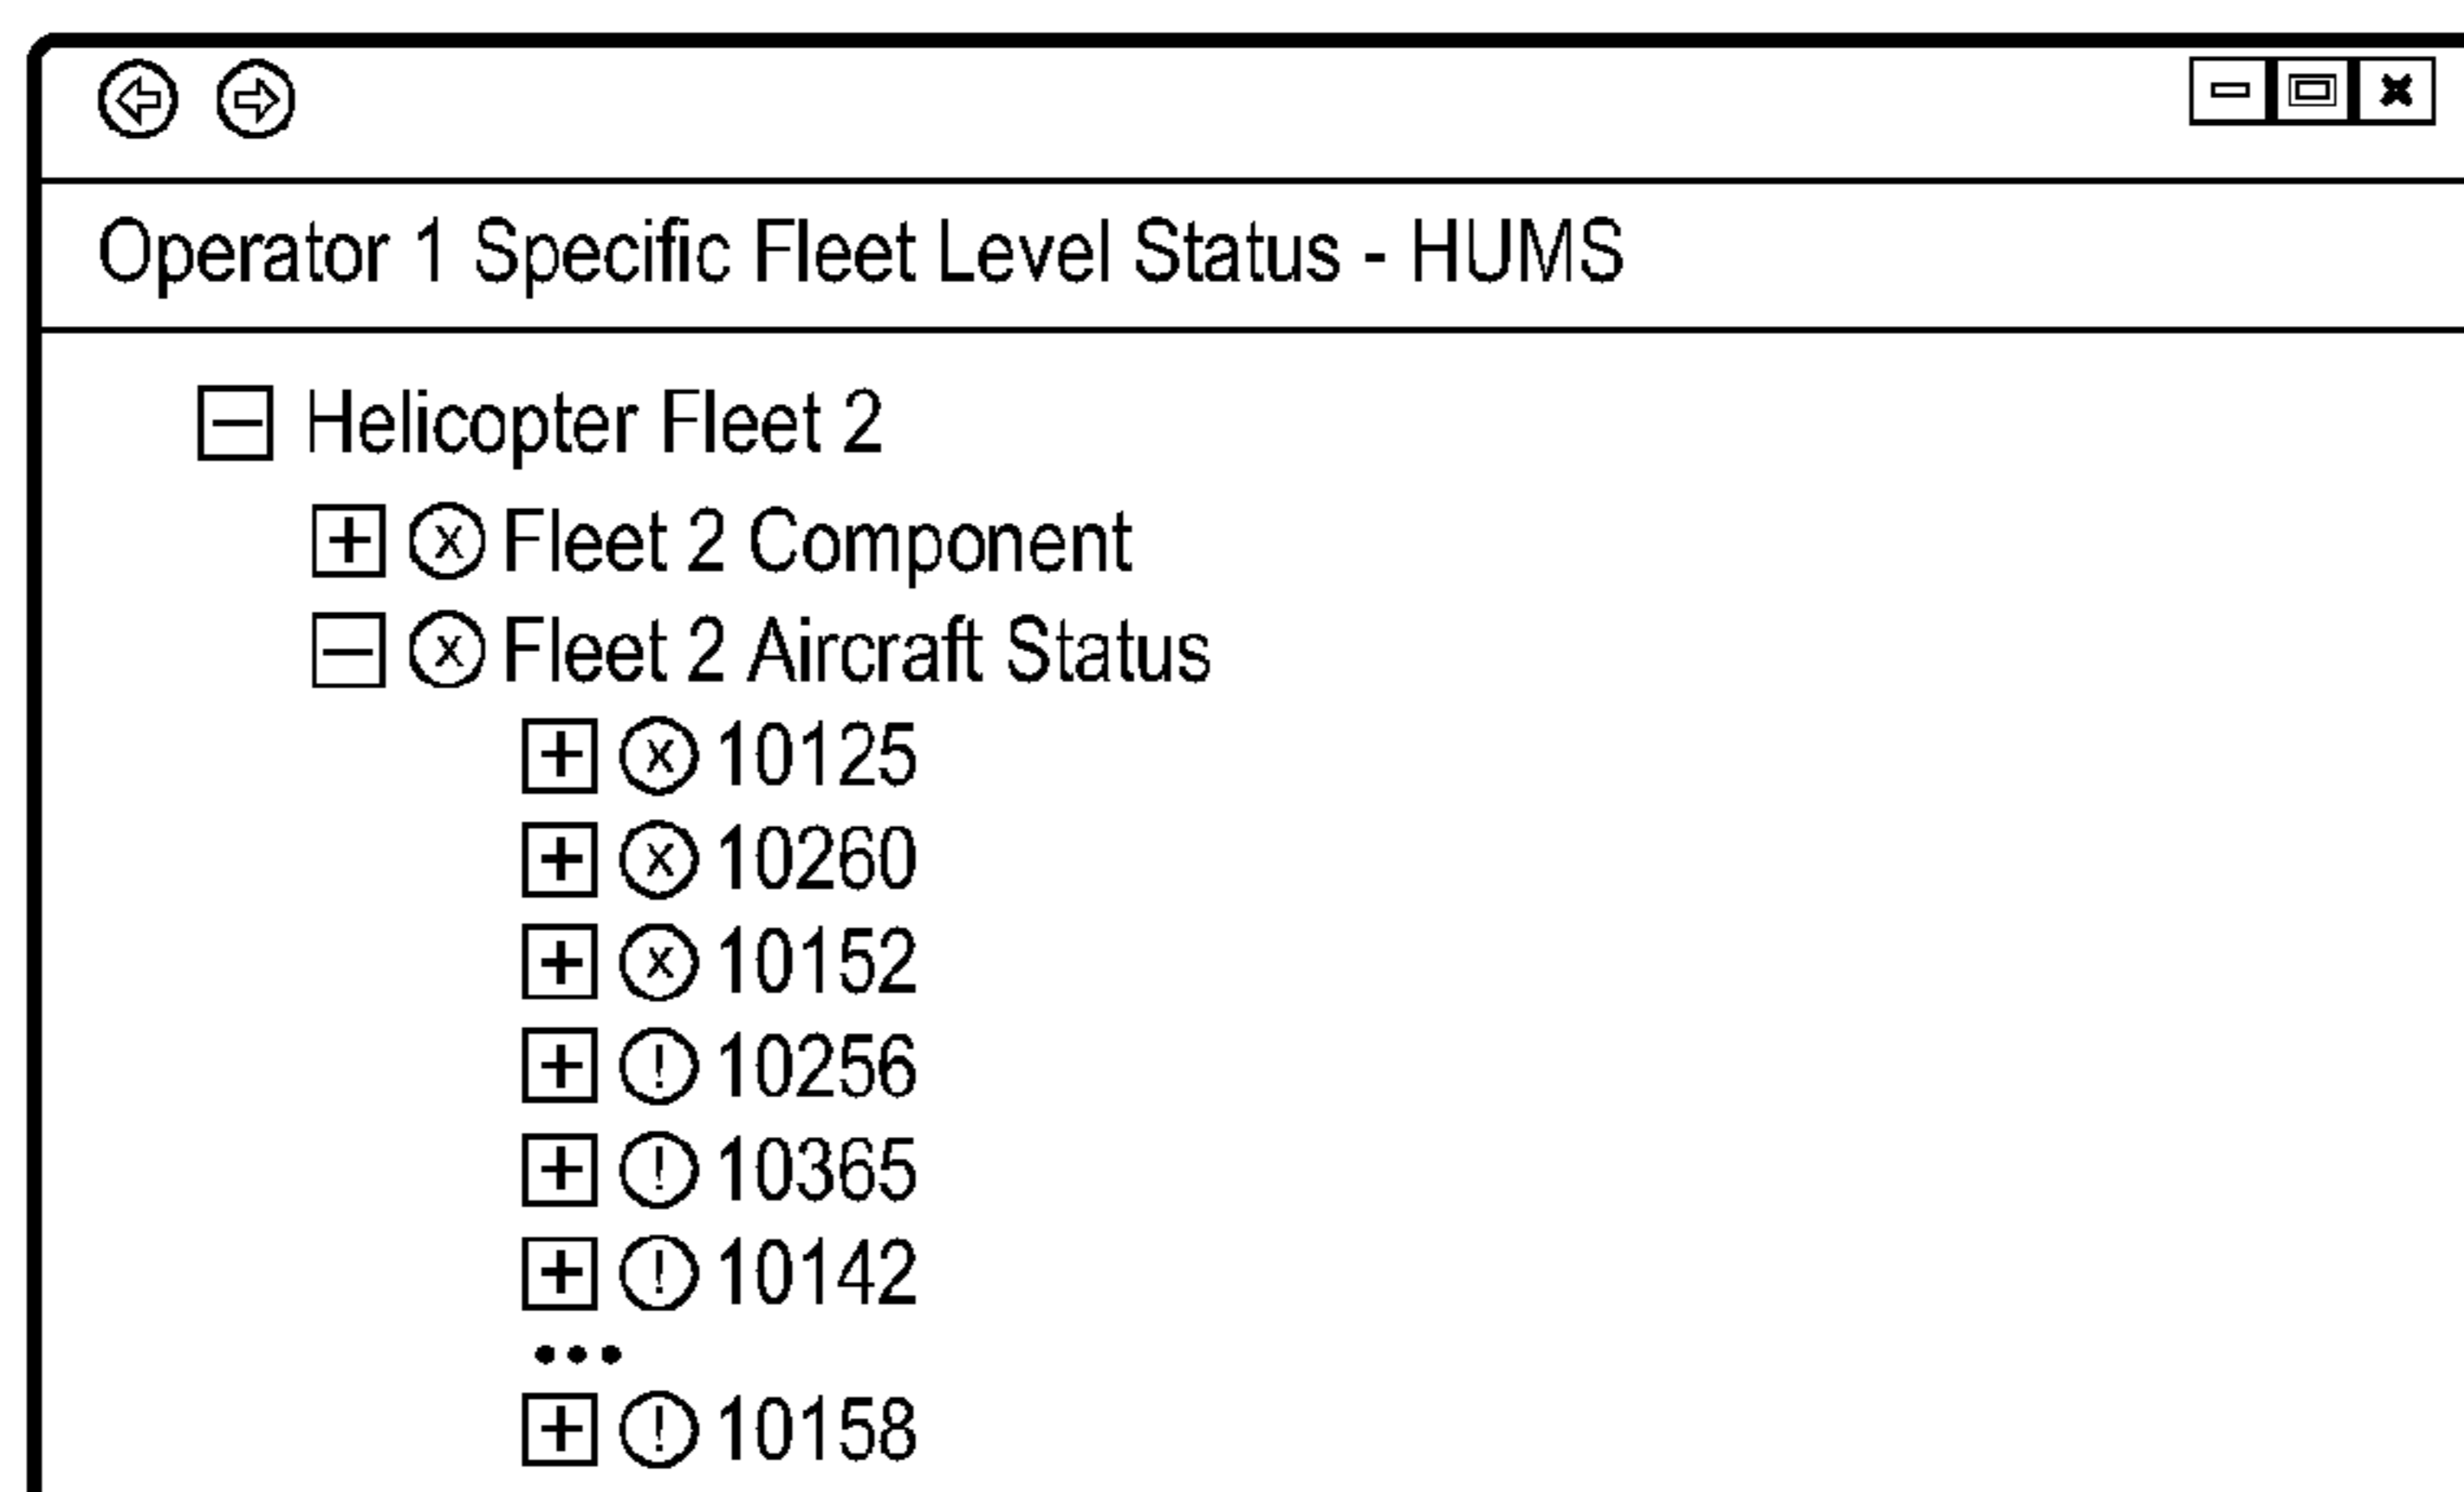 Operator 1 Specific Fleet Level Status - HUMS
Helicopter Fleet 2
Fleet 2 Component
Fleet 2 Aircraft Status
10125
10260
10152
10256
10365
10142
•••
10158